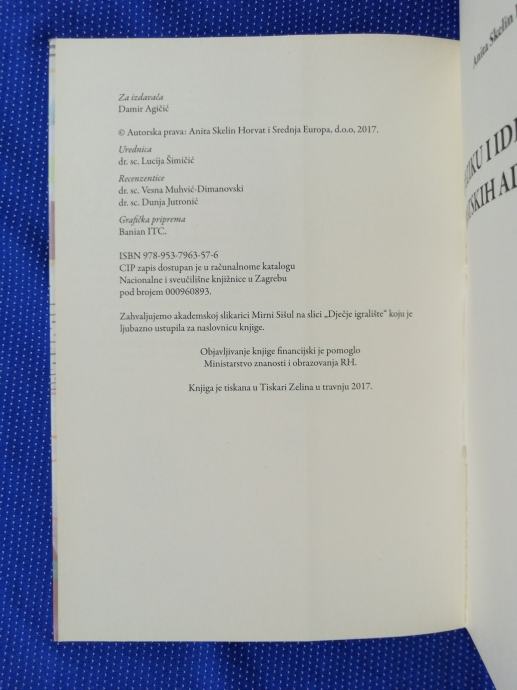 Za izdavača
Damir Agičić
© Autorska prava: Anita Skelin Horvat i Srednja Europa, d.o.o, 2017.
Urednica
dr. sc. Lucija Šimičić
Recenzentice
dr. sc. Vesna Muhvić-Dimanovski
dr. sc. Dunja Jutronić
Grafička priprema
Banian ITC.
ISBN 978-953-7963-57-6
CIP zapis dostupan je u računalnome katalogu
Nacionalne i sveučilišne knjižnice u Zagrebu
pod brojem 000960893.
Zahvaljujemo akademskoj slikarici Mirni Sišul na slici „Dječje igralište“ koju je
ljubazno ustupila za naslovnicu knjige.
Objavljivanje knjige financijski je pomoglo
Ministarstvo znanosti i obrazovanja RH.
Knjiga je tiskana u Tiskari Zelina u travnju 2017.
Anita Skelin